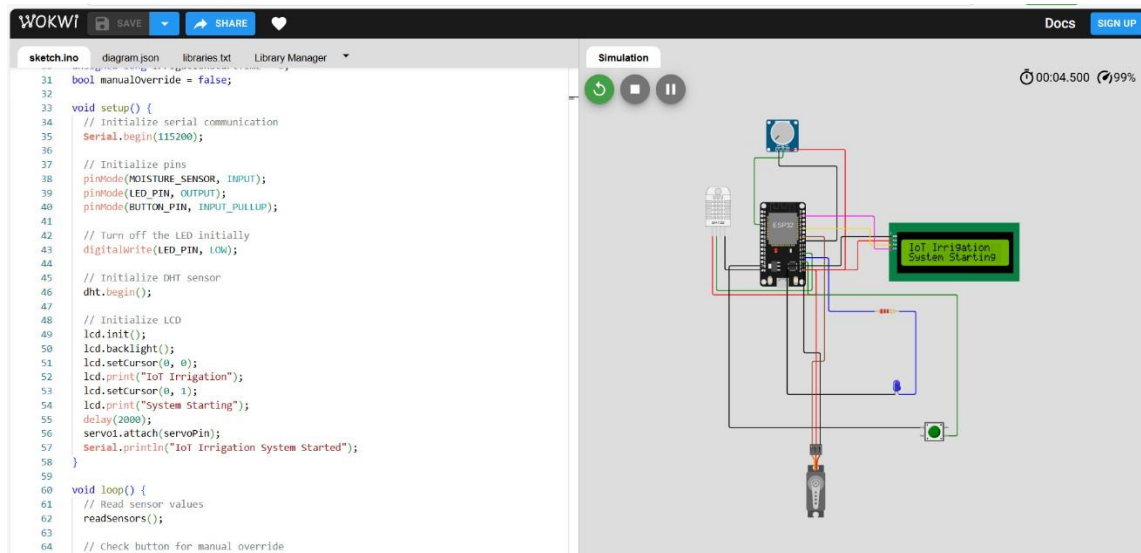 WOKWI SAVE SHARE Docs SIGN UP
sketch.ino diagram.json libraries.txt Library Manager Simulation
00:04.500 99%
31 bool manualOverride = false;
32
33 void setup() {
34 // Initialize serial communication
35 Serial.begin(115200);
36
37 // Initialize pins
38 pinMode(MOISTURE_SENSOR, INPUT);
39 pinMode(LED_PIN, OUTPUT);
40 pinMode(BUTTON_PIN, INPUT_PULLUP);
41
42 // Turn off the LED initially
43 digitalWrite(LED_PIN, LOW);
44
45 // Initialize DHT sensor
46 dht.begin();
47
48 // Initialize LCD
49 lcd.init();
50 lcd.backlight();
51 lcd.setCursor(0, 0);
52 lcd.print("IoT Irrigation");
53 lcd.setCursor(0, 1);
54 lcd.print("System Starting");
55 delay(2000);
56 servo1.attach(servoPin);
57 Serial.println("IoT Irrigation System Started");
58 }
59
60 void loop() {
61 // Read sensor values
62 readSensors();
63
64 // Check button for manual override
ESP32
IoT Irrigation
System Starting